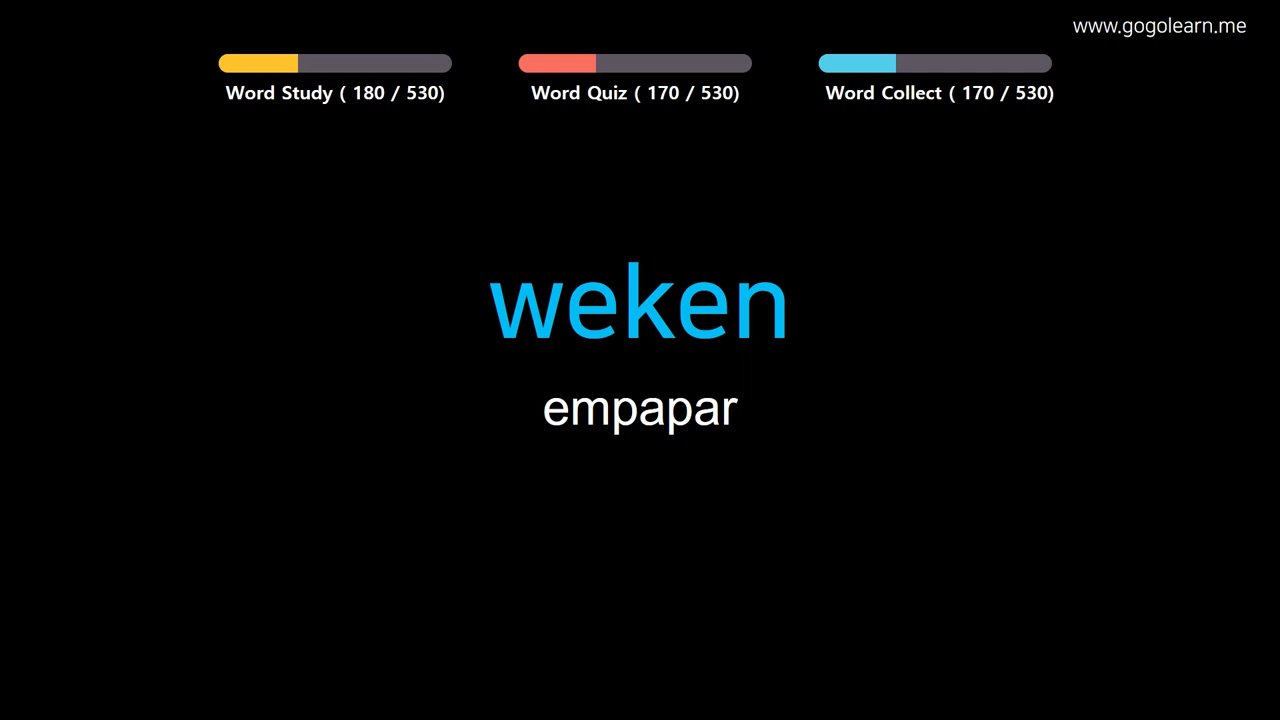 www.gogolearn.me
Word Study ( 180 / 530)
Word Quiz ( 170 / 530)
Word Collect ( 170 / 530)
weken
empapar